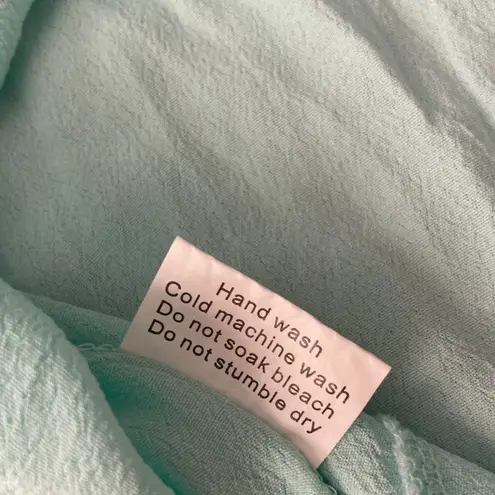 Hand wash
Cold machine wash
Do not soak bleach
Do not stumble dry